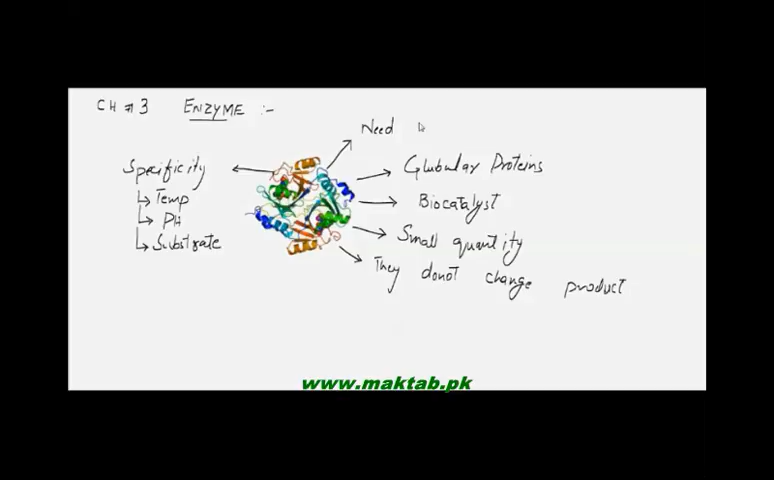 CH # 3 ENZYME :-
Need
Specificity
Temp
PH
Substrate
Globular Proteins
Biocatalyst
Small quantity
They donot change product
www.maktab.pk